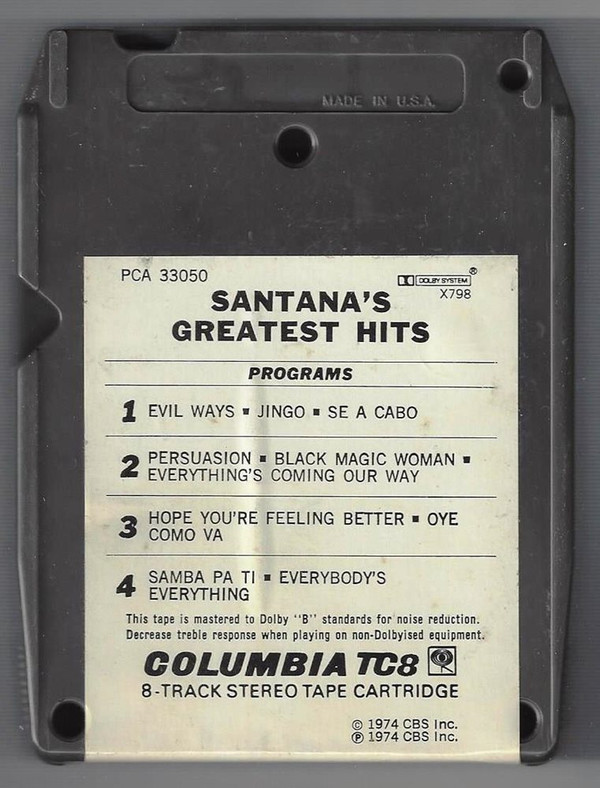 MADE IN U.S.A.
PCA 33050
DOLBY SYSTEM ®
X798
SANTANA'S
GREATEST HITS
PROGRAMS
1 EVIL WAYS ▪ JINGO ▪ SE A CABO
2 PERSUASION ▪ BLACK MAGIC WOMAN ▪
EVERYTHING'S COMING OUR WAY
3 HOPE YOU'RE FEELING BETTER ▪ OYE
COMO VA
4 SAMBA PA TI ▪ EVERYBODY'S
EVERYTHING
This tape is mastered to Dolby "B" standards for noise reduction.
Decrease treble response when playing on non-Dolbyised equipment.
COLUMBIA TC8
8-TRACK STEREO TAPE CARTRIDGE
© 1974 CBS Inc.
℗ 1974 CBS Inc.